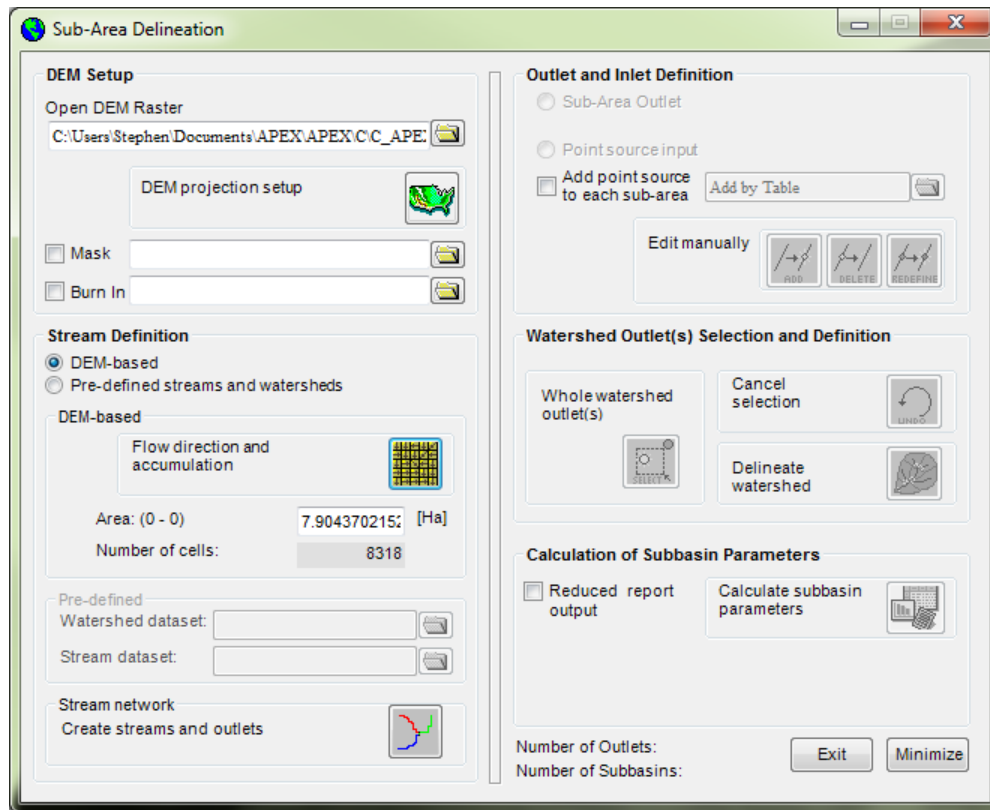 Sub-Area Delineation
DEM Setup
Open DEM Raster
C:\Users\Stephen\Documents\APEX\APEX\C\C_APE
DEM projection setup
Mask
Burn In
Stream Definition
DEM-based
Pre-defined streams and watersheds
DEM-based
Flow direction and
accumulation
Area: (0 - 0)
7.9043702152
[Ha]
Number of cells:
8318
Pre-defined
Watershed dataset:
Stream dataset:
Stream network
Create streams and outlets
Outlet and Inlet Definition
Sub-Area Outlet
Point source input
Add point source
to each sub-area
Add by Table
Edit manually
ADD
DELETE
REDEFINE
Watershed Outlet(s) Selection and Definition
Whole watershed
outlet(s)
SELECT
Cancel
selection
UNDO
Delineate
watershed
Calculation of Subbasin Parameters
Reduced report
output
Calculate subbasin
parameters
Number of Outlets:
Number of Subbasins:
Exit
Minimize